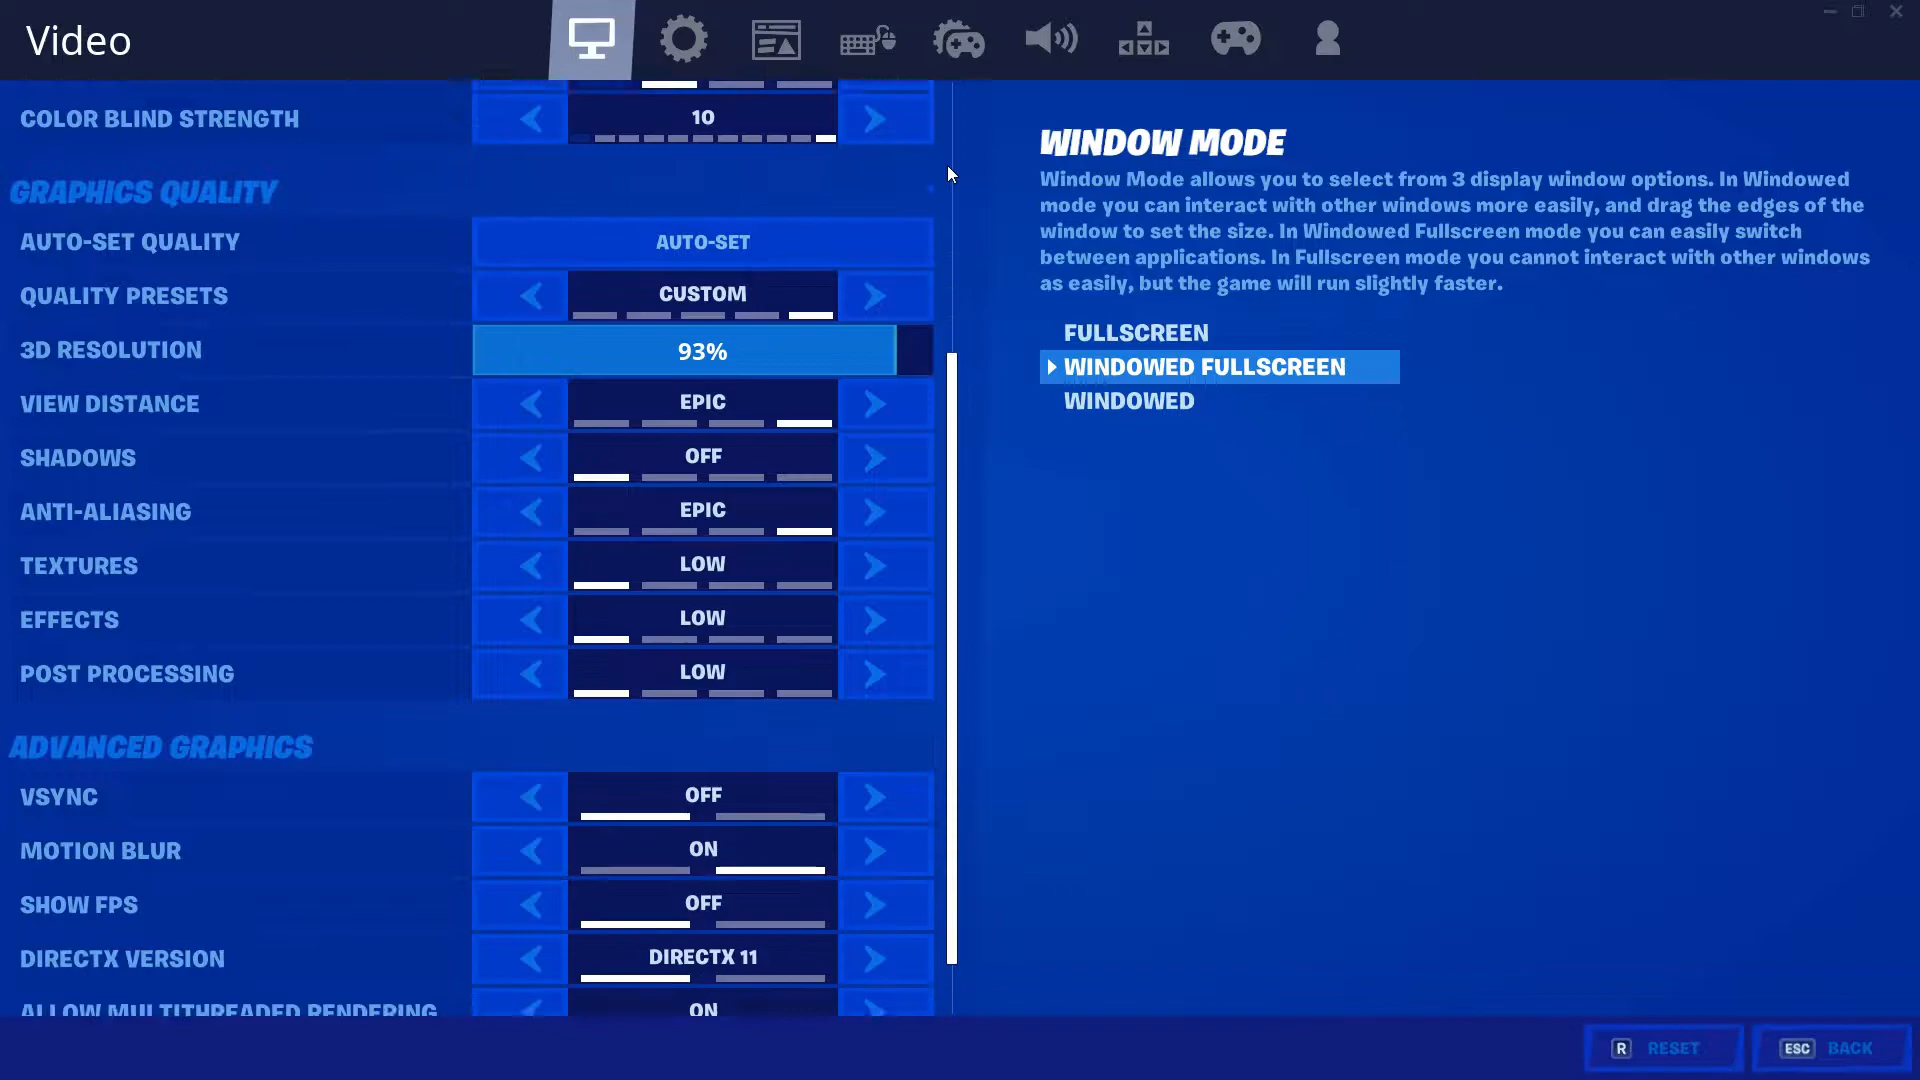 Video
COLOR BLIND STRENGTH
10
GRAPHICS QUALITY
AUTO-SET QUALITY
AUTO-SET
QUALITY PRESETS
CUSTOM
3D RESOLUTION
93%
VIEW DISTANCE
EPIC
SHADOWS
OFF
ANTI-ALIASING
EPIC
TEXTURES
LOW
EFFECTS
LOW
POST PROCESSING
LOW
ADVANCED GRAPHICS
VSYNC
OFF
MOTION BLUR
ON
SHOW FPS
OFF
DIRECTX VERSION
DIRECTX 11
ALLOW MULTITHREADED RENDERING
ON
WINDOW MODE
Window Mode allows you to select from 3 display window options. In Windowed
mode you can interact with other windows more easily, and drag the edges of the
window to set the size. In Windowed Fullscreen mode you can easily switch
between applications. In Fullscreen mode you cannot interact with other windows
as easily, but the game will run slightly faster.
FULLSCREEN
WINDOWED FULLSCREEN
WINDOWED
R RESET
ESC BACK